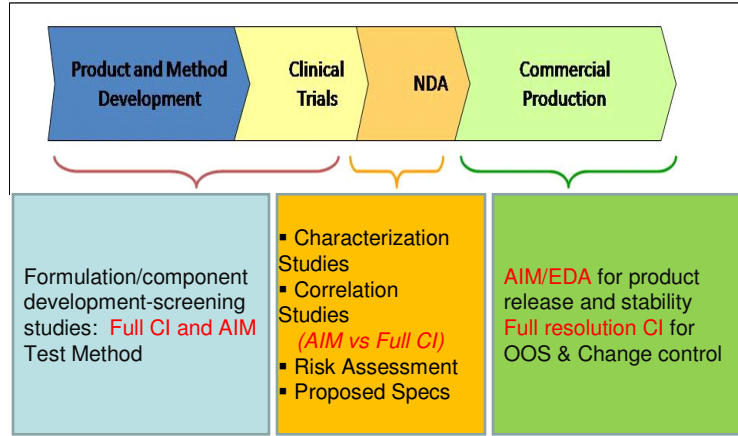 Product and Method
Development
Clinical
Trials
NDA
Commercial
Production
Formulation/component
development-screening
studies: Full CI and AIM
Test Method
▪ Characterization
Studies
▪ Correlation
Studies
(AIM vs Full CI)
▪ Risk Assessment
▪ Proposed Specs
AIM/EDA for product
release and stability
Full resolution CI for
OOS & Change control